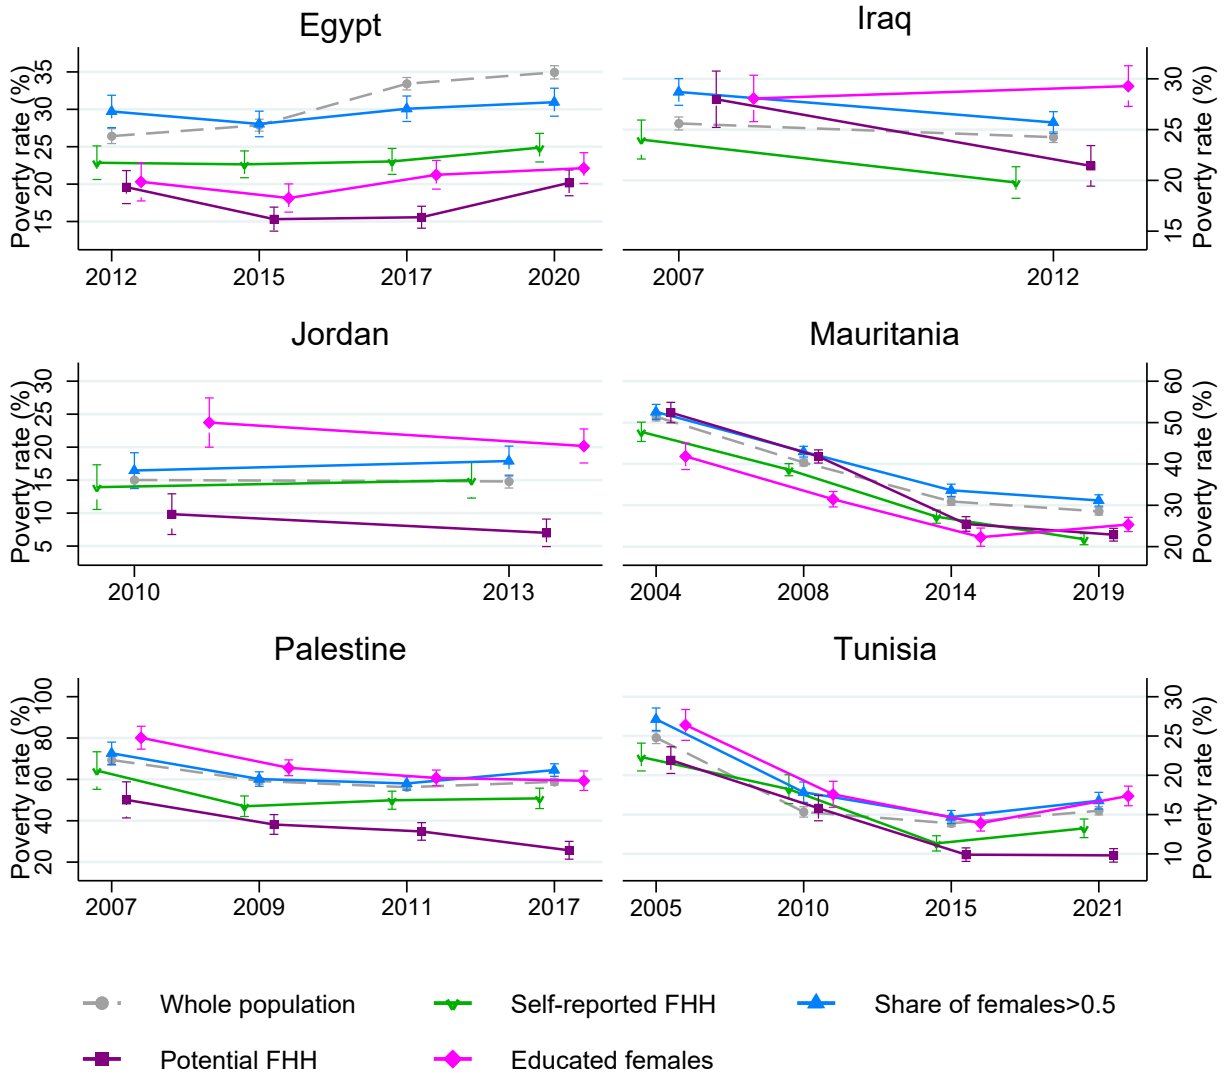 Egypt
Poverty rate (%)
35
30
25
20
15
2012 2015 2017 2020
Iraq
Poverty rate (%)
30
25
20
15
2007 2012
Jordan
Poverty rate (%)
30
25
20
15
10
5
2010 2013
Mauritania
Poverty rate (%)
60
50
40
30
20
2004 2008 2014 2019
Palestine
Poverty rate (%)
100
80
60
40
20
2007 2009 2011 2017
Tunisia
Poverty rate (%)
30
25
20
15
10
2005 2010 2015 2021
Whole population Self-reported FHH Share of females>0.5
Potential FHH Educated females